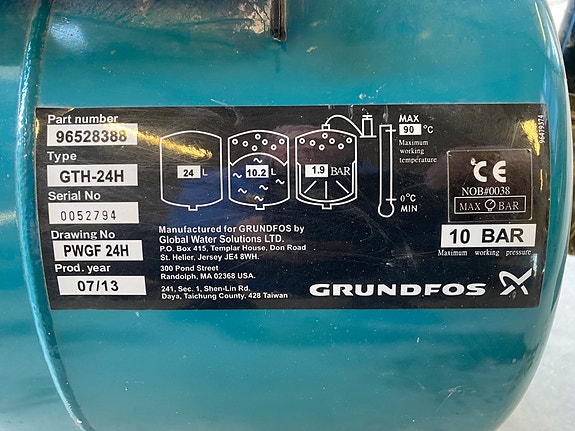 Part number
96528388
Type
GTH-24H
Serial No
0052794
Drawing No
PWGF 24H
Prod. year
07/13
24 L
10.2 L
1.9 BAR
MAX
90 °C
Maximum
working
temperature
0°C
MIN
96479374
CE
NOB#0038
MAX BAR
10 BAR
Maximum working pressure
Manufactured for GRUNDFOS by
Global Water Solutions LTD.
P.O. Box 415, Templar House, Don Road
St. Helier, Jersey JE4 8WH.
300 Pond Street
Randolph, MA 02368 USA.
241, Sec. 1, Shen-Lin Rd.
Daya, Taichung County, 428 Taiwan
GRUNDFOS